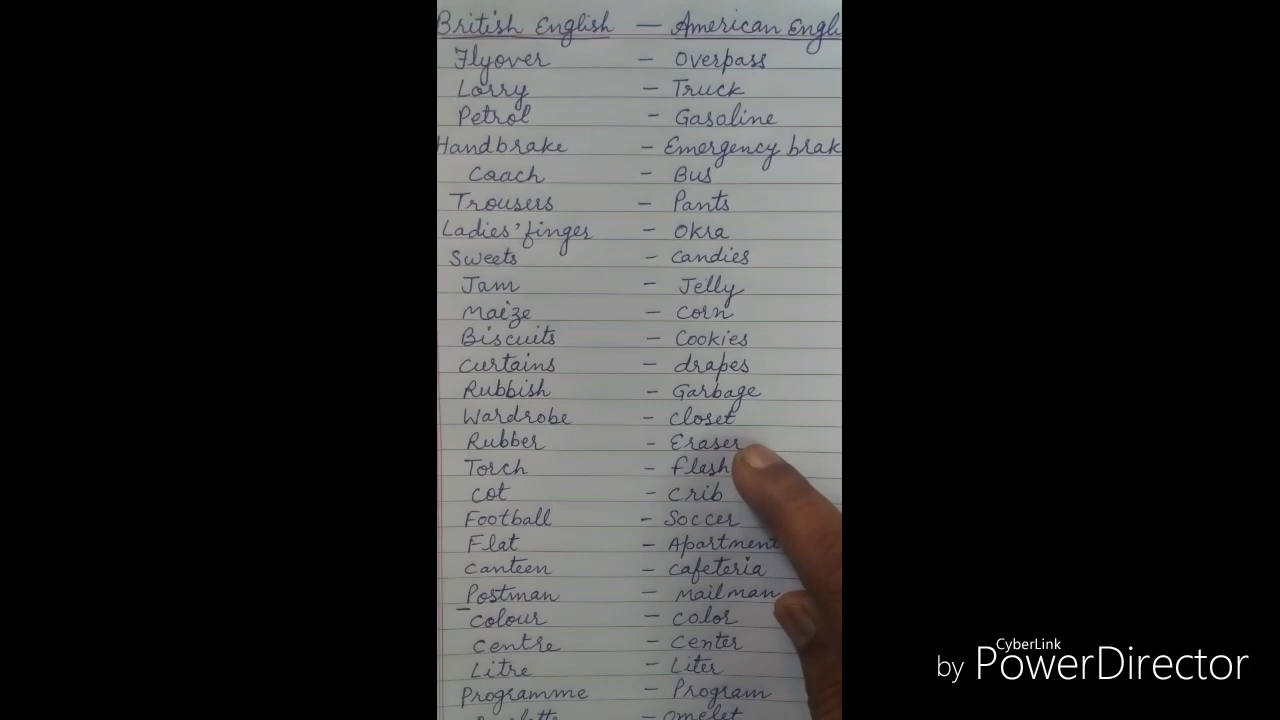 British English — American Engli
Flyover — Overpass
Lorry — Truck
Petrol — Gasoline
Handbrake — Emergency brak
Coach — Bus
Trousers — Pants
Ladies' finger — Okra
Sweets — Candies
Jam — Jelly
Maize — Corn
Biscuits — Cookies
Curtains — drapes
Rubbish — Garbage
Wardrobe — Closet
Rubber — Eraser
Torch — flash
Cot — Crib
Football — Soccer
Flat — Apartment
Canteen — Cafeteria
Postman — Mailman
Colour — Color
Centre — Center
Litre — Liter
Programme — Program
— omelet
CyberLink
by PowerDirector